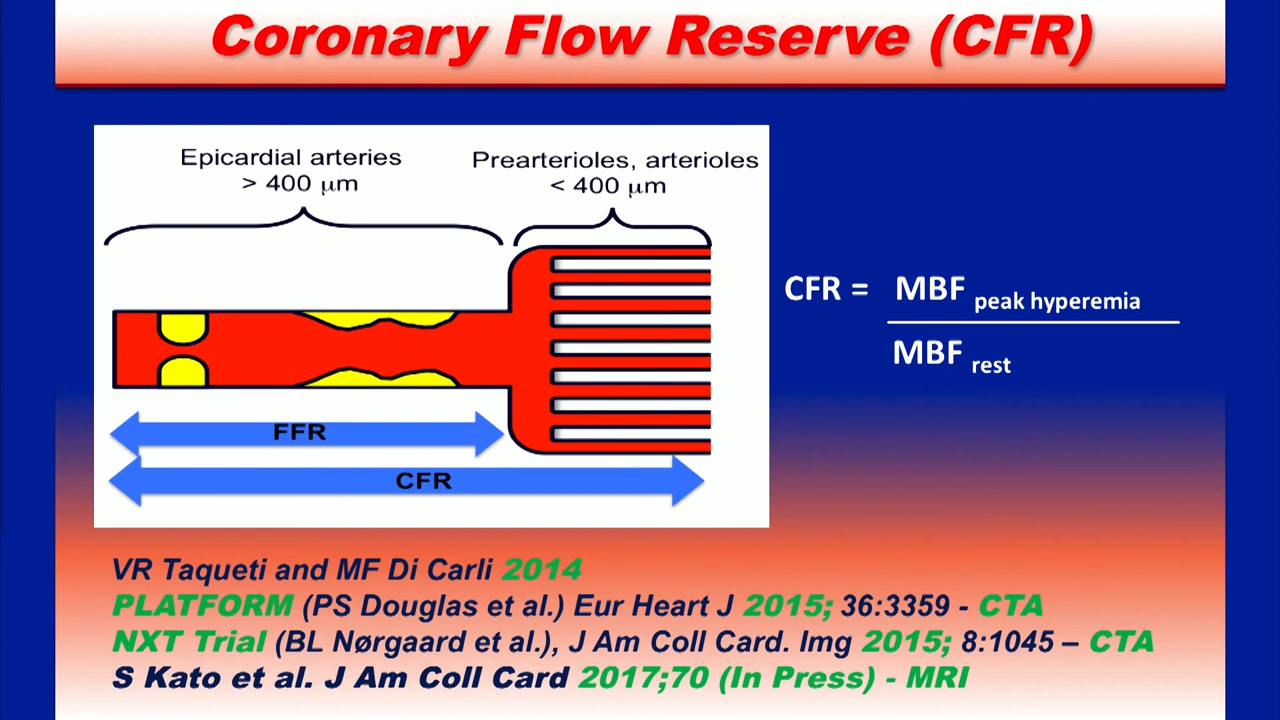 Coronary Flow Reserve (CFR)
Epicardial arteries
> 400 μm
Prearterioles, arterioles
< 400 μm
CFR = MBF peak hyperemia
MBF rest
FFR
CFR
VR Taqueti and MF Di Carli 2014
PLATFORM (PS Douglas et al.) Eur Heart J 2015; 36:3359 - CTA
NXT Trial (BL Nørgaard et al.), J Am Coll Card. Img 2015; 8:1045 – CTA
S Kato et al. J Am Coll Card 2017;70 (In Press) - MRI